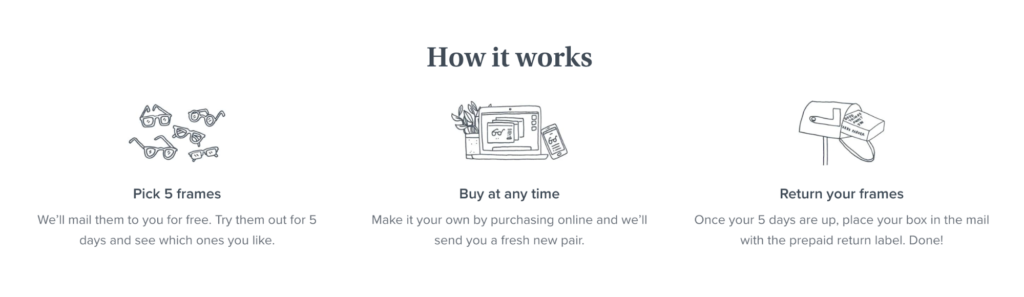 How it works
Pick 5 frames
We'll mail them to you for free. Try them out for 5
days and see which ones you like.
Buy at any time
Make it your own by purchasing online and we'll
send you a fresh new pair.
Return your frames
Once your 5 days are up, place your box in the mail
with the prepaid return label. Done!